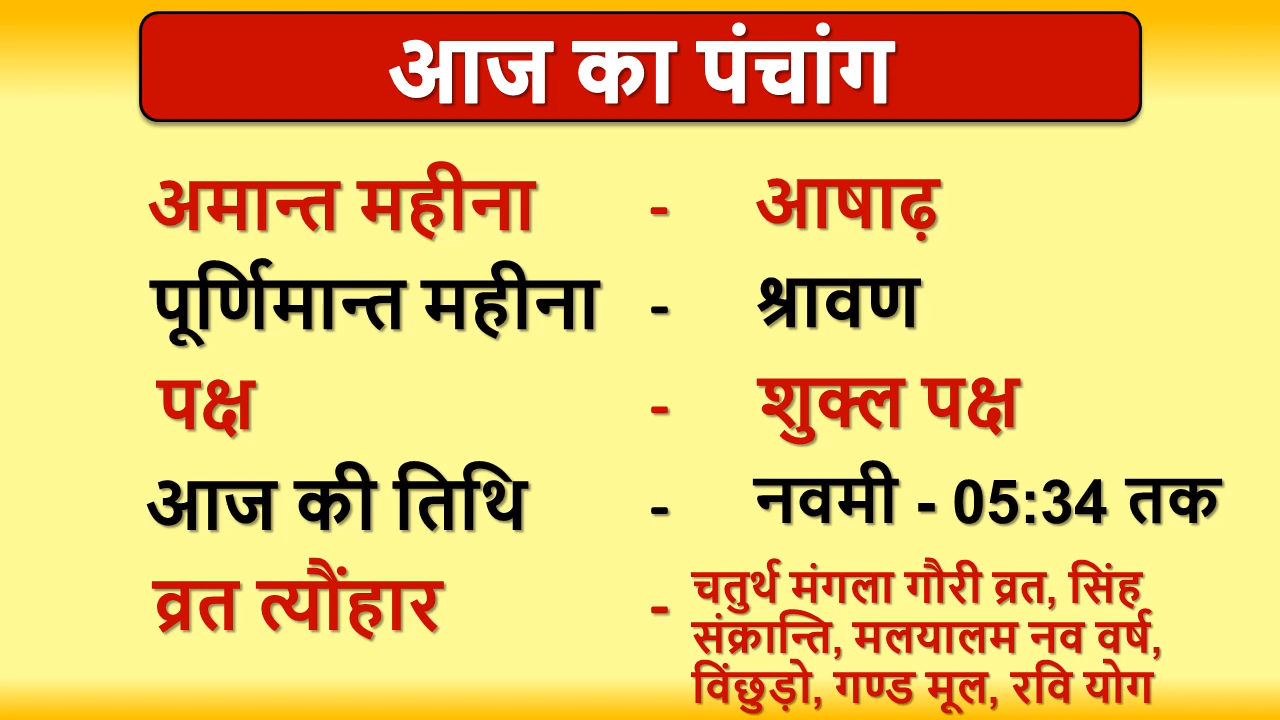 आज का पंचांग
अमान्त महीना - आषाढ़
पूर्णिमान्त महीना - श्रावण
पक्ष - शुक्ल पक्ष
आज की तिथि - नवमी - 05:34 तक
व्रत त्यौंहार - चतुर्थ मंगला गौरी व्रत, सिंह
संक्रान्ति, मलयालम नव वर्ष,
विंछुड़ो, गण्ड मूल, रवि योग